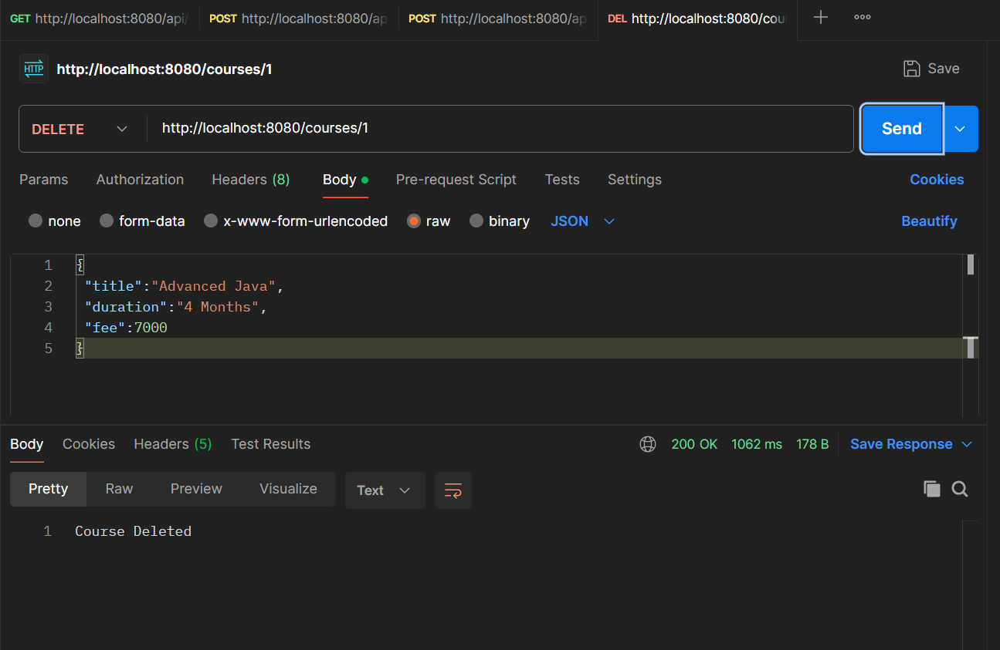 GET http://localhost:8080/api/ POST http://localhost:8080/ap POST http://localhost:8080/ap DEL http://localhost:8080/cou
HTTP http://localhost:8080/courses/1 Save
DELETE http://localhost:8080/courses/1 Send
Params Authorization Headers (8) Body Pre-request Script Tests Settings Cookies
none form-data x-www-form-urlencoded raw binary JSON Beautify
1 {
2 "title":"Advanced Java",
3 "duration":"4 Months",
4 "fee":7000
5 }
Body Cookies Headers (5) Test Results 200 OK 1062 ms 178 B Save Response
Pretty Raw Preview Visualize Text
1 Course Deleted